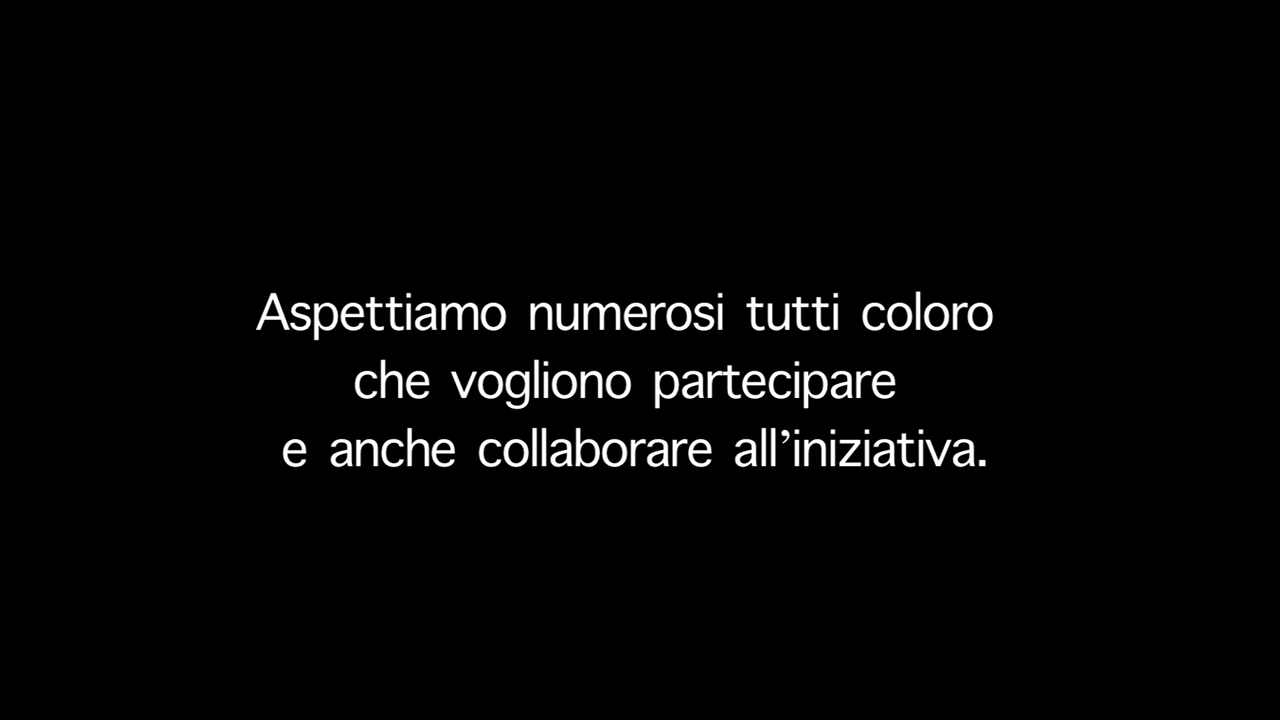 Aspettiamo numerosi tutti coloro
che vogliono partecipare
e anche collaborare all’iniziativa.